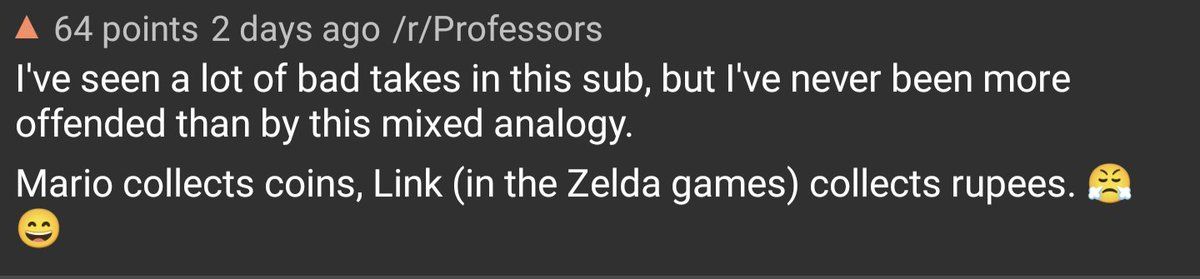 64 points 2 days ago /r/Professors
I've seen a lot of bad takes in this sub, but I've never been more
offended than by this mixed analogy.
Mario collects coins, Link (in the Zelda games) collects rupees. 😤
😄